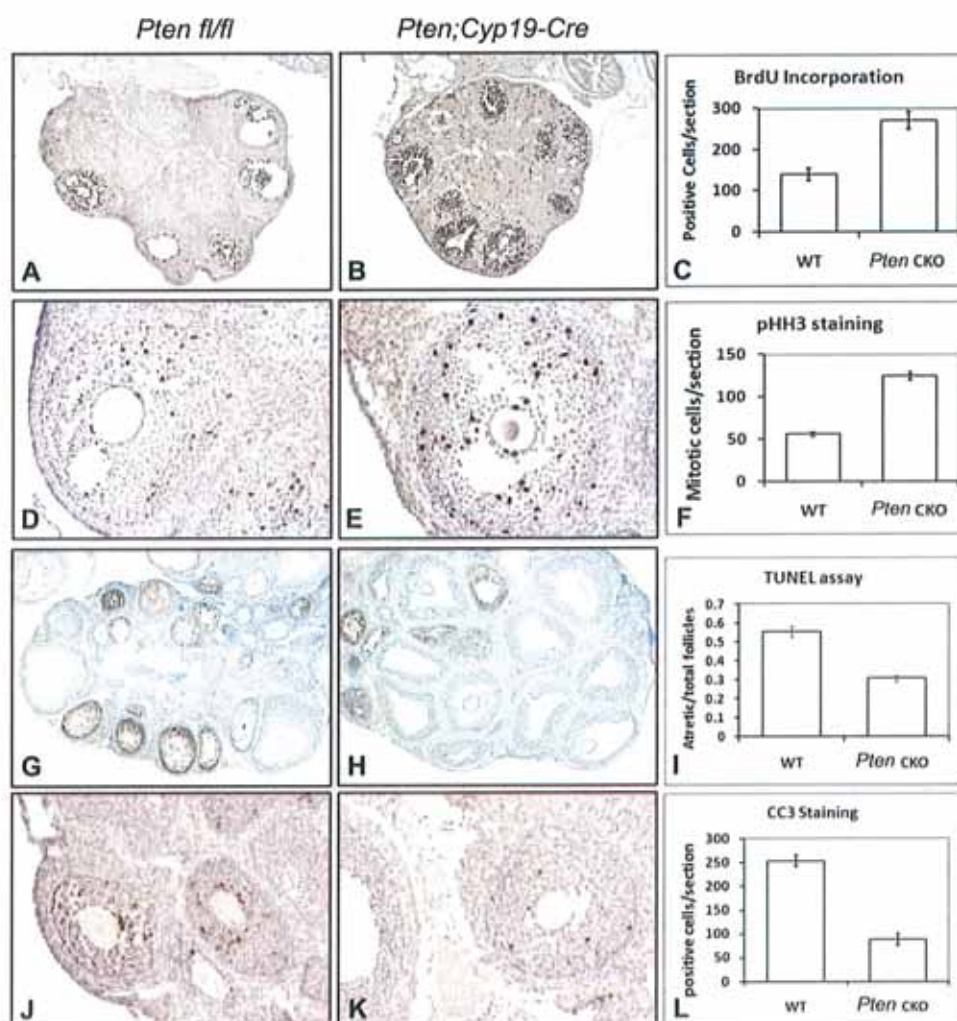 Pten fl/fl
Pten;Cyp19-Cre
A
B
C
BrdU Incorporation
Positive Cells/section
300
200
100
0
WT
Pten CKO
D
E
F
pHH3 staining
Mitotic cells/section
150
100
50
0
WT
Pten CKO
G
H
I
TUNEL assay
Atretic/total follicles
0.7
0.6
0.5
0.4
0.3
0.2
0.1
0
WT
Pten CKO
J
K
L
CC3 Staining
positive cells/section
300
250
200
150
100
50
0
WT
Pten CKO